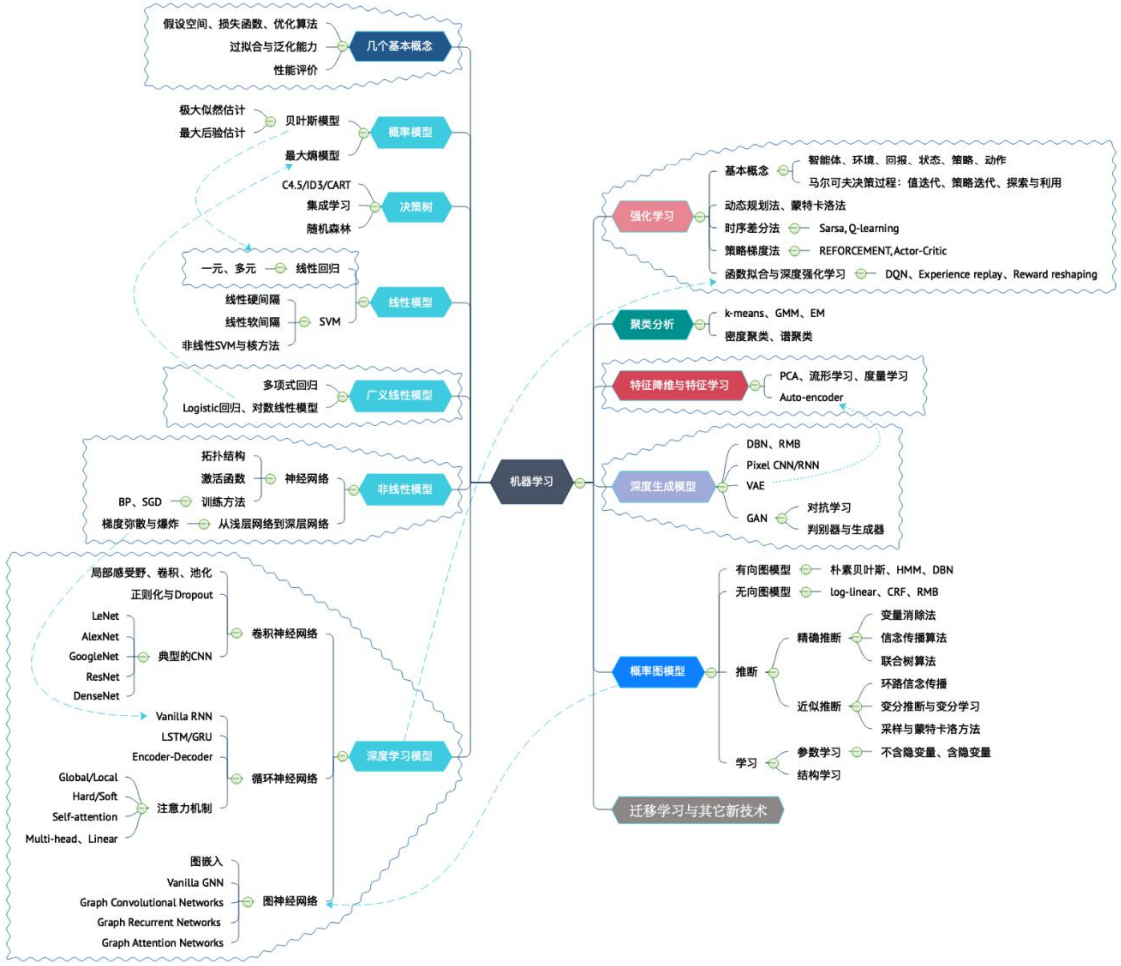 机器学习
几个基本概念
假设空间、损失函数、优化算法
过拟合与泛化能力
性能评价
概率模型
贝叶斯模型
极大似然估计
最大后验估计
最大熵模型
决策树
C4.5/ID3/CART
集成学习
随机森林
线性模型
线性回归
一元、多元
SVM
线性硬间隔
线性软间隔
非线性SVM与核方法
广义线性模型
多项式回归
Logistic回归、对数线性模型
非线性模型
神经网络
拓扑结构
激活函数
训练方法
BP、SGD
从浅层网络到深层网络
梯度弥散与爆炸
深度学习模型
卷积神经网络
局部感受野、卷积、池化
正则化与Dropout
典型的CNN
LeNet
AlexNet
GoogleNet
ResNet
DenseNet
循环神经网络
Vanilla RNN
LSTM/GRU
Encoder-Decoder
注意力机制
Global/Local
Hard/Soft
Self-attention
Multi-head、Linear
图神经网络
图嵌入
Vanilla GNN
Graph Convolutional Networks
Graph Recurrent Networks
Graph Attention Networks
强化学习
基本概念
智能体、环境、回报、状态、策略、动作
马尔可夫决策过程：值迭代、策略迭代、探索与利用
动态规划法、蒙特卡洛法
时序差分法
Sarsa, Q-learning
策略梯度法
REFORCEMENT, Actor-Critic
函数拟合与深度强化学习
DQN、Experience replay、Reward reshaping
聚类分析
k-means、GMM、EM
密度聚类、谱聚类
特征降维与特征学习
PCA、流形学习、度量学习
Auto-encoder
深度生成模型
DBN、RMB
Pixel CNN/RNN
VAE
GAN
对抗学习
判别器与生成器
概率图模型
有向图模型
朴素贝叶斯、HMM、DBN
无向图模型
log-linear、CRF、RMB
推断
精确推断
变量消除法
信念传播算法
联合树算法
近似推断
环路信念传播
变分推断与变分学习
采样与蒙特卡洛方法
学习
参数学习
不含隐变量、含隐变量
结构学习
迁移学习与其它新技术